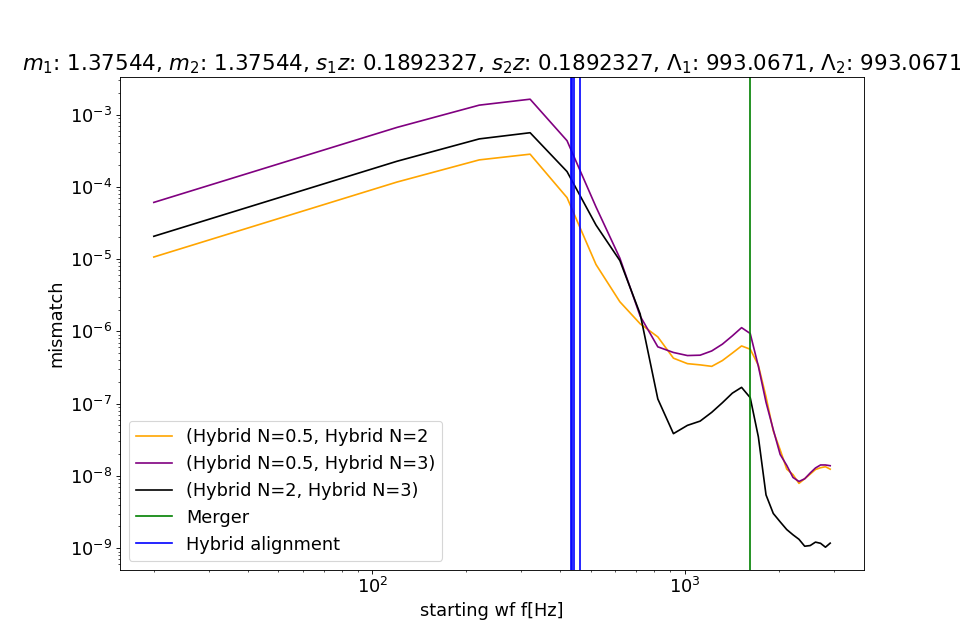 m₁: 1.37544, m₂: 1.37544, s₁z: 0.1892327, s₂z: 0.1892327, Λ₁: 993.0671, Λ₂: 993.0671
mismatch
10⁻³
10⁻⁴
10⁻⁵
10⁻⁶
10⁻⁷
10⁻⁸
10⁻⁹
(Hybrid N=0.5, Hybrid N=2
(Hybrid N=0.5, Hybrid N=3)
(Hybrid N=2, Hybrid N=3)
Merger
Hybrid alignment
10² 10³
starting wf f[Hz]